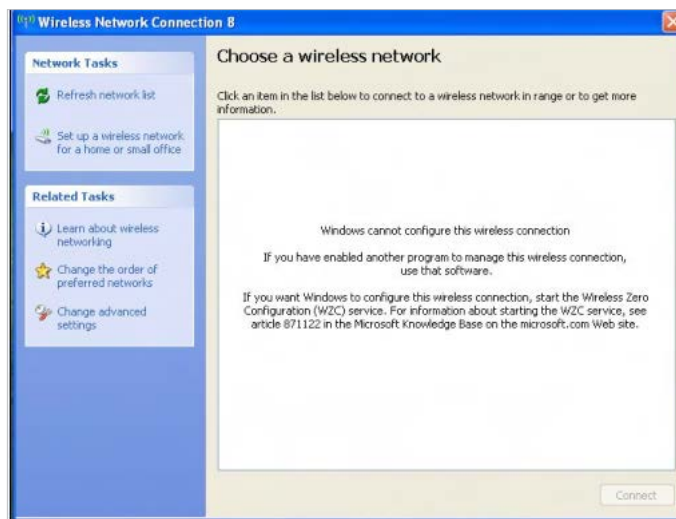 Wireless Network Connection 8
Network Tasks
Refresh network list
Set up a wireless network
for a home or small office
Related Tasks
Learn about wireless
networking
Change the order of
preferred networks
Change advanced
settings
Choose a wireless network
Click an item in the list below to connect to a wireless network in range or to get more
information.
Windows cannot configure this wireless connection
If you have enabled another program to manage this wireless connection,
use that software.
If you want Windows to configure this wireless connection, start the Wireless Zero
Configuration (WZC) service. For information about starting the WZC service, see
article 871122 in the Microsoft Knowledge Base on the microsoft.com Web site.
Connect